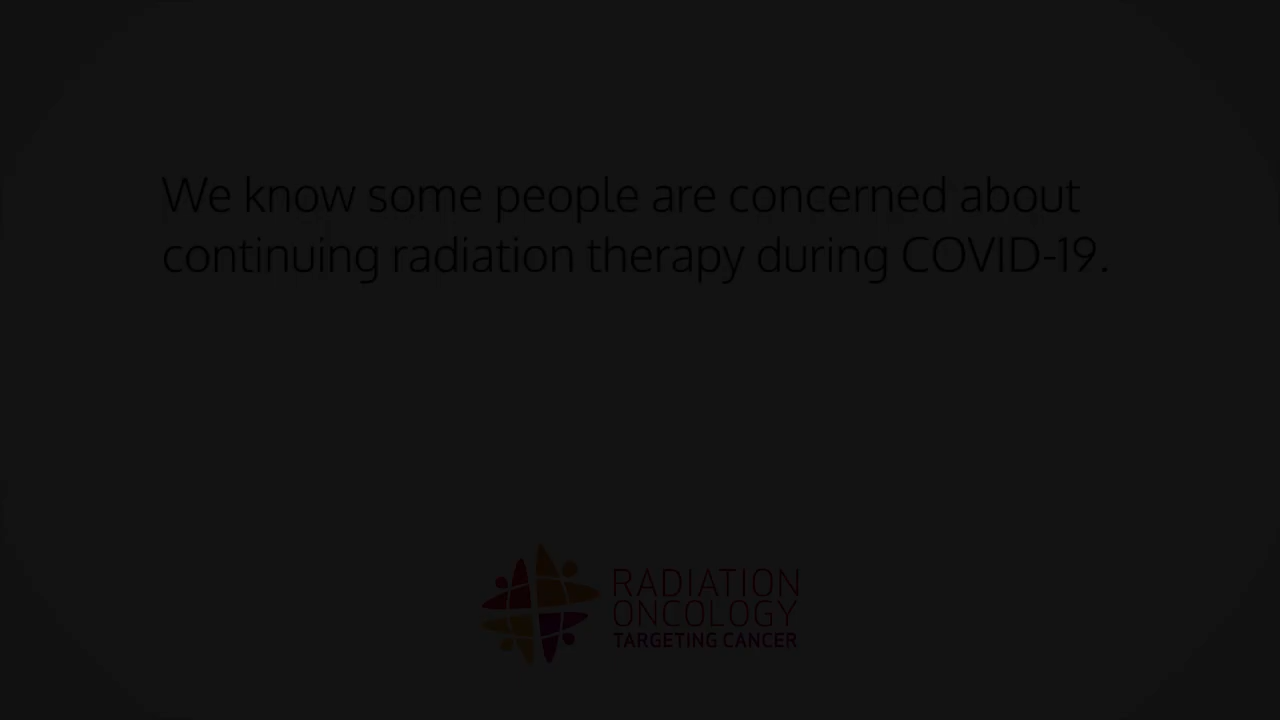 We know some people are concerned about
continuing radiation therapy during COVID-19.
RADIATION
ONCOLOGY
TARGETING CANCER